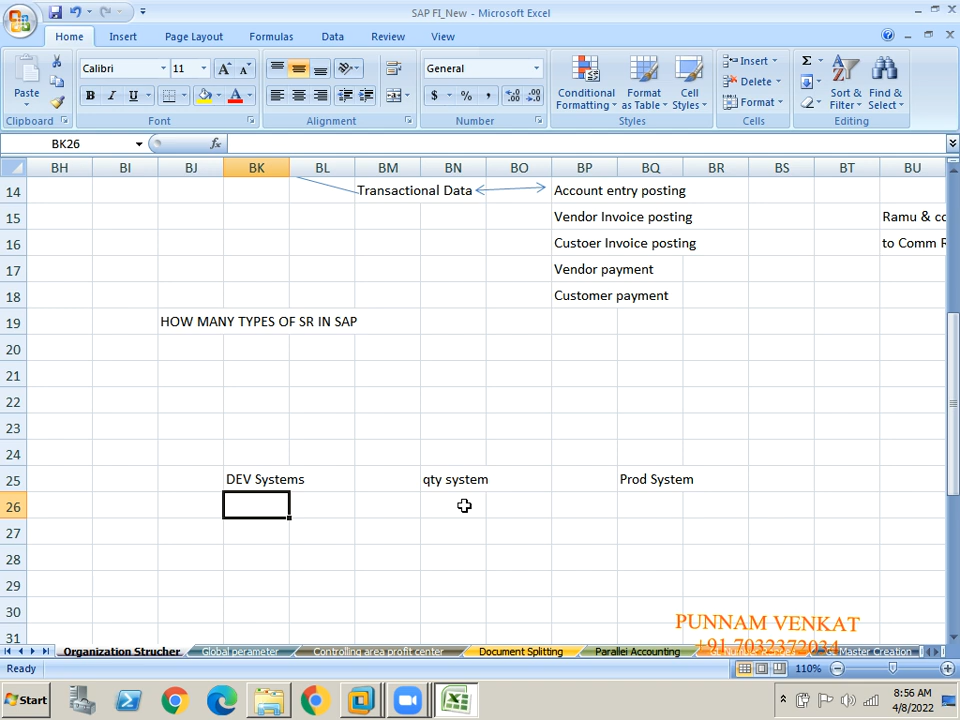 SAP FI_New - Microsoft Excel
Home Insert Page Layout Formulas Data Review View
Calibri 11 General
Paste Conditional Formatting Format as Table Cell Styles Insert Delete Format Sort & Filter Find & Select
Clipboard Font Alignment Number Styles Cells Editing
BK26 fx
BH BI BJ BK BL BM BN BO BP BQ BR BS BT BU
14 Transactional Data Account entry posting
15 Vendor Invoice posting Ramu & co
16 Custoer Invoice posting to Comm R
17 Vendor payment
18 Customer payment
19 HOW MANY TYPES OF SR IN SAP
20
21
22
23
24
25 DEV Systems qty system Prod System
26
27
28
29
30
31
PUNNAM VENKAT
+91 7032372034
Organization Strucher Global perameter Controlling area profit center Document Splitting Parallei Accounting Master Creation
Ready 110%
Start 8:56 AM
4/8/2022